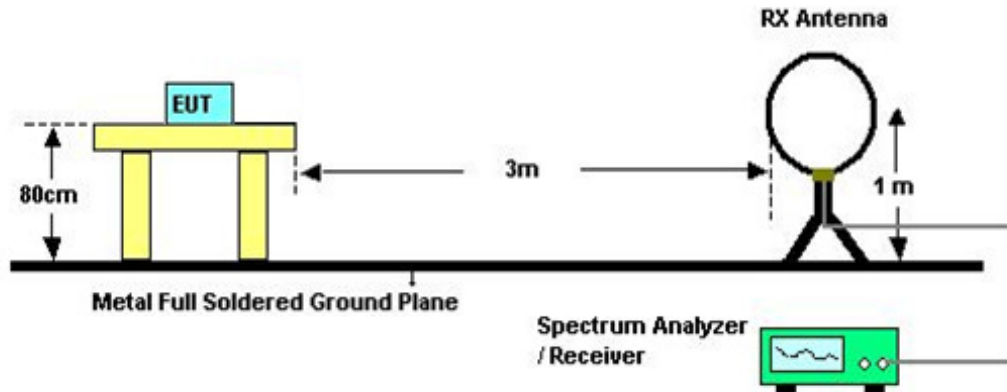 RX Antenna
EUT
3m
80cm
1 m
Metal Full Soldered Ground Plane
Spectrum Analyzer
/ Receiver